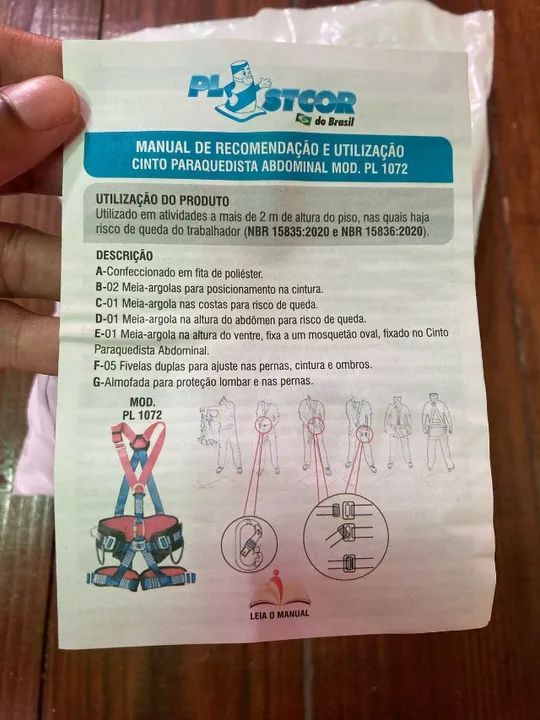 PLASTCOR
do Brasil
MANUAL DE RECOMENDAÇÃO E UTILIZAÇÃO
CINTO PARAQUEDISTA ABDOMINAL MOD. PL 1072
UTILIZAÇÃO DO PRODUTO
Utilizado em atividades a mais de 2 m de altura do piso, nas quais haja
risco de queda do trabalhador (NBR 15835:2020 e NBR 15836:2020).
DESCRIÇÃO
A-Confeccionado em fita de poliéster.
B-02 Meia-argolas para posicionamento na cintura.
C-01 Meia-argola nas costas para risco de queda.
D-01 Meia-argola na altura do abdômen para risco de queda.
E-01 Meia-argola na altura do ventre, fixa a um mosquetão oval, fixado no Cinto
Paraquedista Abdominal.
F-05 Fivelas duplas para ajuste nas pernas, cintura e ombros.
G-Almofada para proteção lombar e nas pernas.
MOD.
PL 1072
LEIA O MANUAL